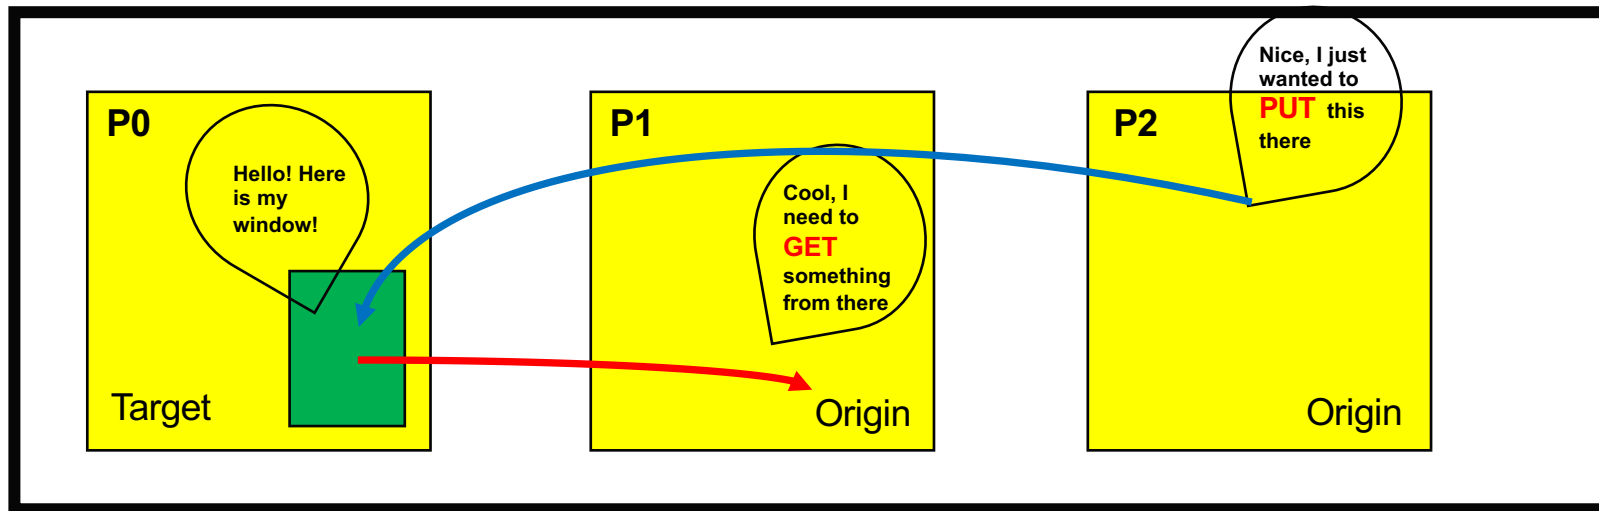 P0
Hello! Here
is my
window!
Target
P1
Cool, I
need to
GET
something
from there
Origin
P2
Nice, I just
wanted to
PUT this
there
Origin